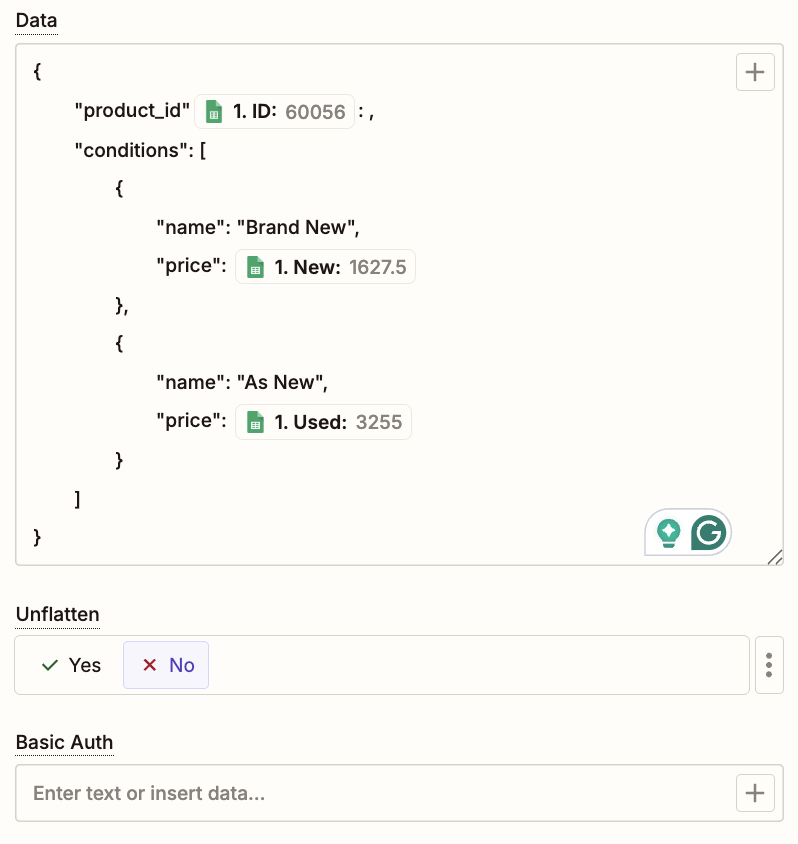 Data
{
"product_id" 1. ID: 60056 : ,
"conditions": [
{
"name": "Brand New",
"price": 1. New: 1627.5
},
{
"name": "As New",
"price": 1. Used: 3255
}
]
}
Unflatten
Yes No
Basic Auth
Enter text or insert data...